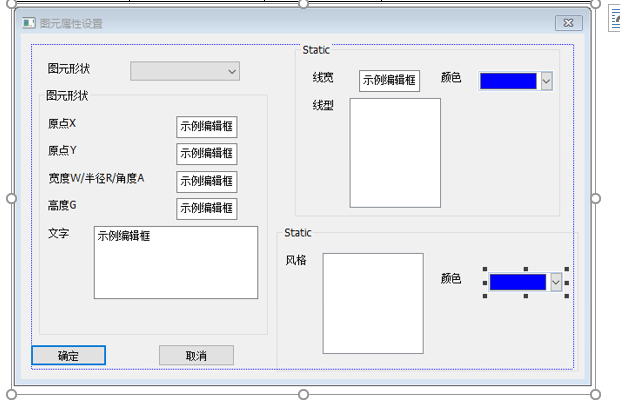 图元属性设置
图元形状
图元形状
原点X
示例编辑框
原点Y
示例编辑框
宽度W/半径R/角度A
示例编辑框
高度G
示例编辑框
文字
示例编辑框
确定
取消
Static
线宽
示例编辑框
颜色
线型
Static
风格
颜色